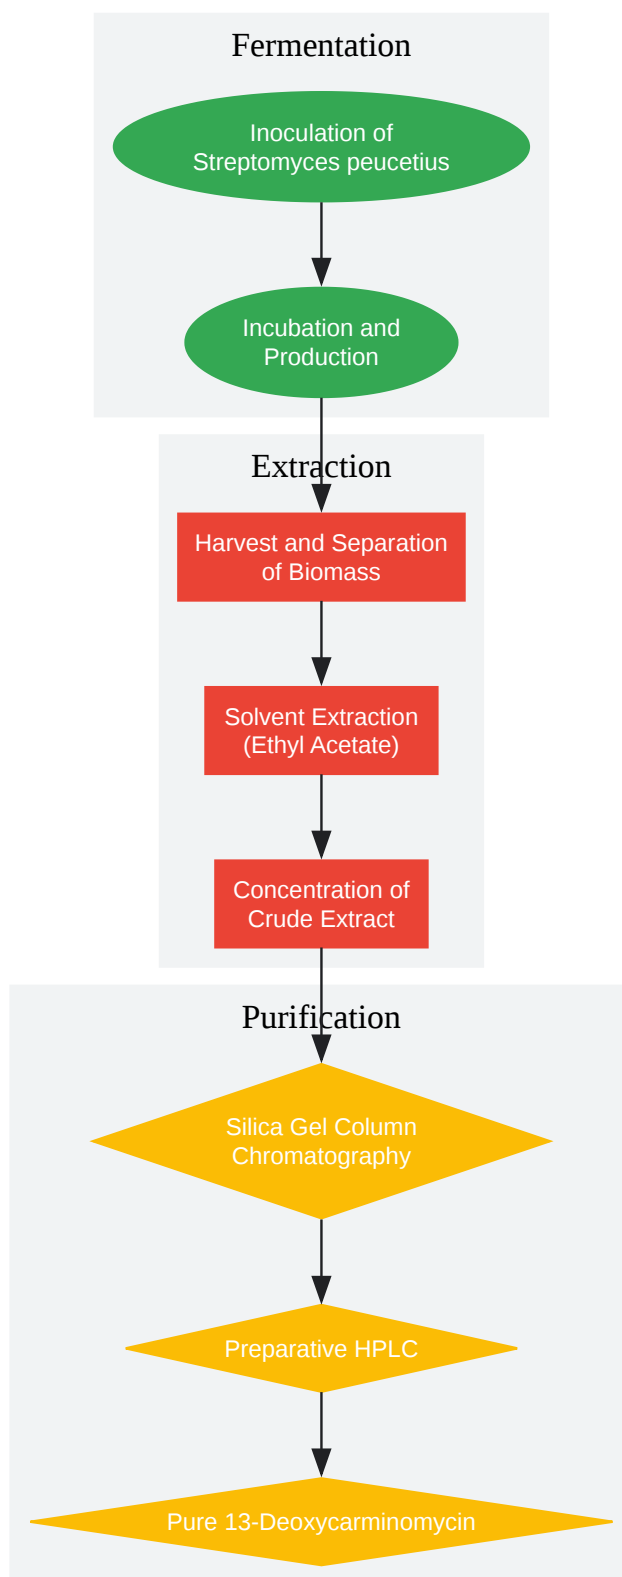 Fermentation
Inoculation of
Streptomyces peucetius
Incubation and
Production
Extraction
Harvest and Separation
of Biomass
Solvent Extraction
(Ethyl Acetate)
Concentration of
Crude Extract
Purification
Silica Gel Column
Chromatography
Preparative HPLC
Pure 13-Deoxycarminomycin